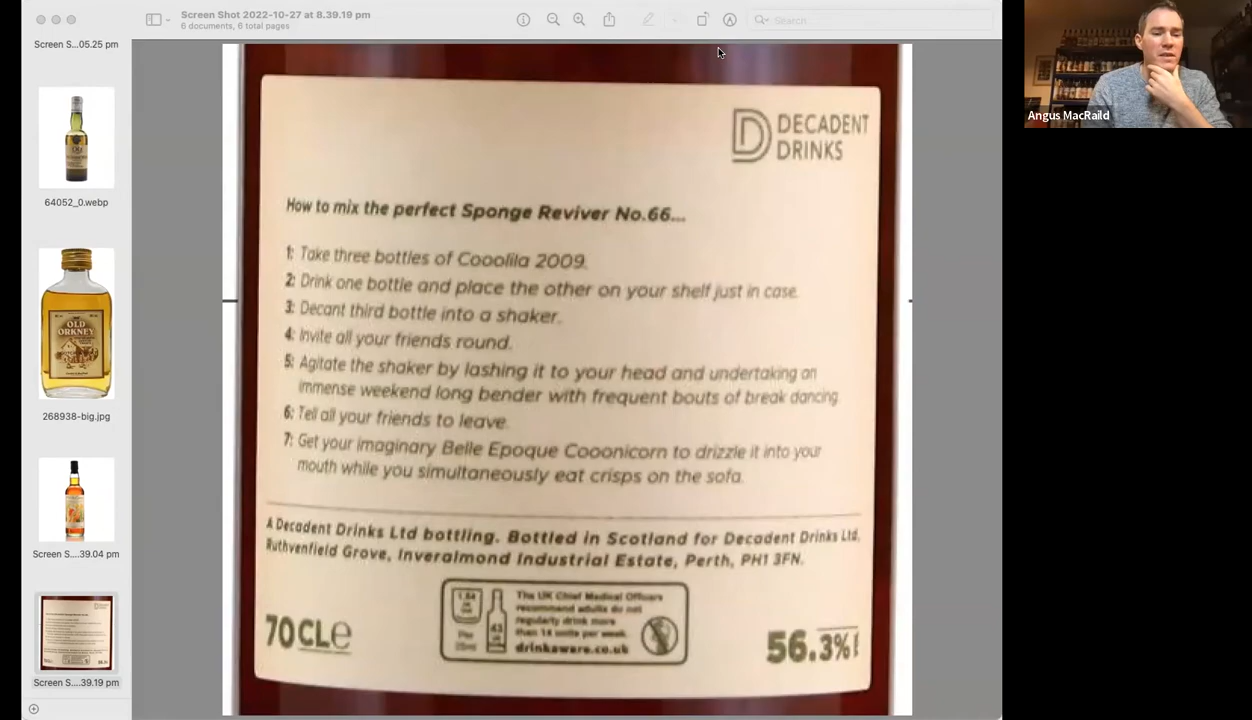 Screen Shot 2022-10-27 at 8.39.19 pm
6 documents, 6 total pages
Search
Screen S...05.25 pm
64052_0.webp
OLD ORKNEY
268938-big.jpg
Screen S....39.04 pm
Screen S....39.19 pm
DECADENT
DRINKS
How to mix the perfect Sponge Reviver No.66...
1: Take three bottles of Cooolila 2009.
2: Drink one bottle and place the other on your shelf just in case.
3: Decant third bottle into a shaker.
4: Invite all your friends round.
5: Agitate the shaker by lashing it to your head and undertaking an
immense weekend long bender with frequent bouts of break dancing
6: Tell all your friends to leave.
7: Get your imaginary Belle Epoque Cooonicorn to drizzle it into your
mouth while you simultaneously eat crisps on the sofa.
A Decadent Drinks Ltd bottling. Bottled in Scotland for Decadent Drinks Ltd.
Ruthvenfield Grove, Inveralmond Industrial Estate, Perth, PH1 3FN.
70CLe
The UK Chief Medical Officers
recommend adults do not
regularly drink more
than 14 units per week
drinkaware.co.uk
56.3%!
Angus MacRaild